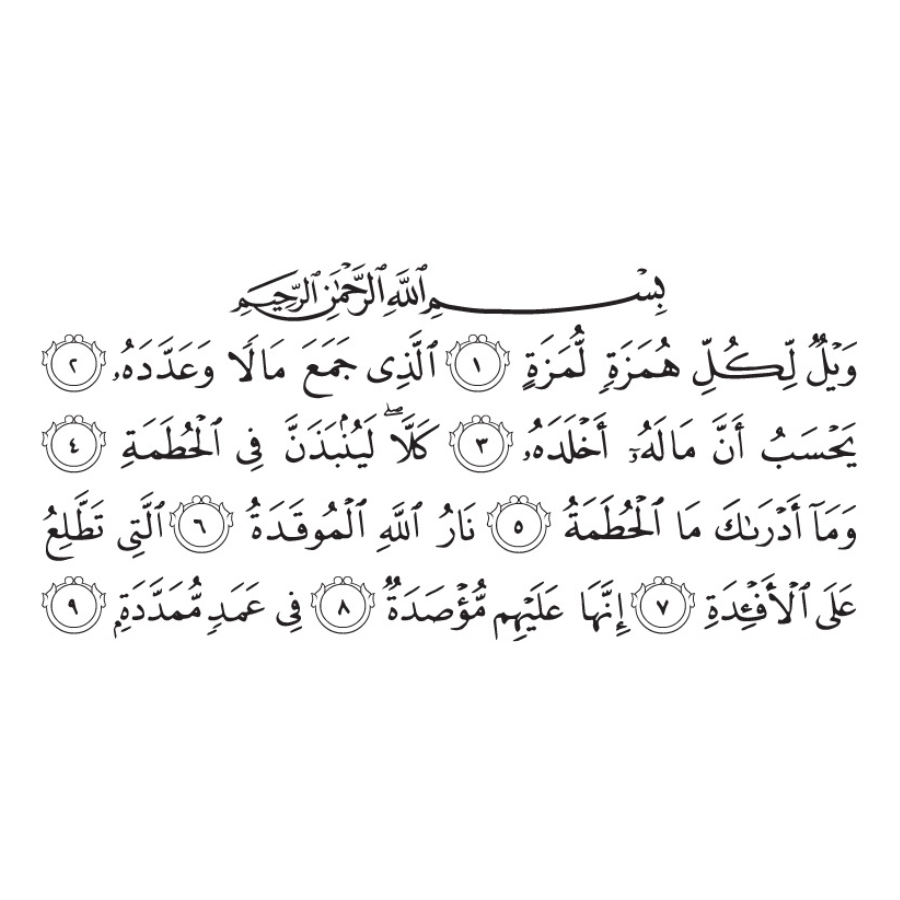 بِسْمِ ٱللَّهِ ٱلرَّحْمَٰنِ ٱلرَّحِيمِ
وَيْلٌ لِّكُلِّ هُمَزَةٍ لُّمَزَةٍ ١ ٱلَّذِى جَمَعَ مَالًا وَعَدَّدَهُۥ ٢
يَحْسَبُ أَنَّ مَالَهُۥٓ أَخْلَدَهُۥ ٣ كَلَّا ۖ لَيُنۢبَذَنَّ فِى ٱلْحُطَمَةِ ٤
وَمَآ أَدْرَىٰكَ مَا ٱلْحُطَمَةُ ٥ نَارُ ٱللَّهِ ٱلْمُوقَدَةُ ٦ ٱلَّتِى تَطَّلِعُ
عَلَى ٱلْأَفْـِٔدَةِ ٧ إِنَّهَا عَلَيْهِم مُّؤْصَدَةٌ ٨ فِى عَمَدٍ مُّمَدَّدَةٍۭ ٩